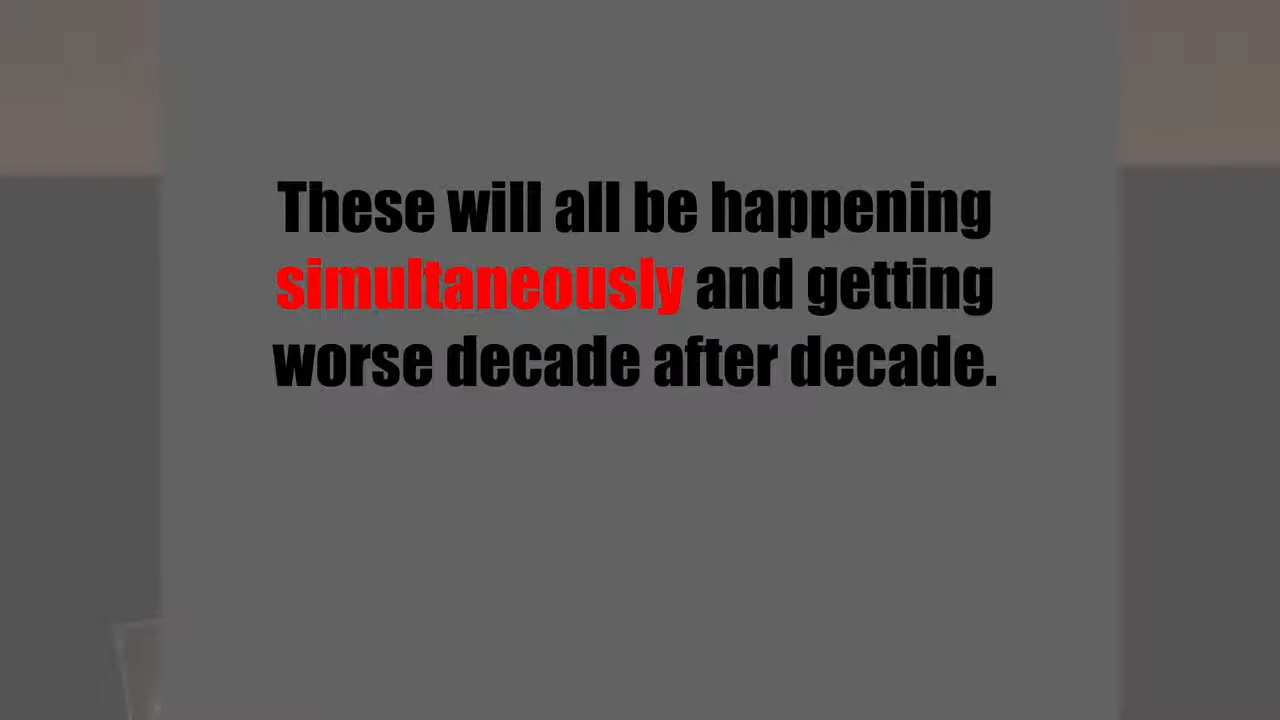 These will all be happening
simultaneously and getting
worse decade after decade.